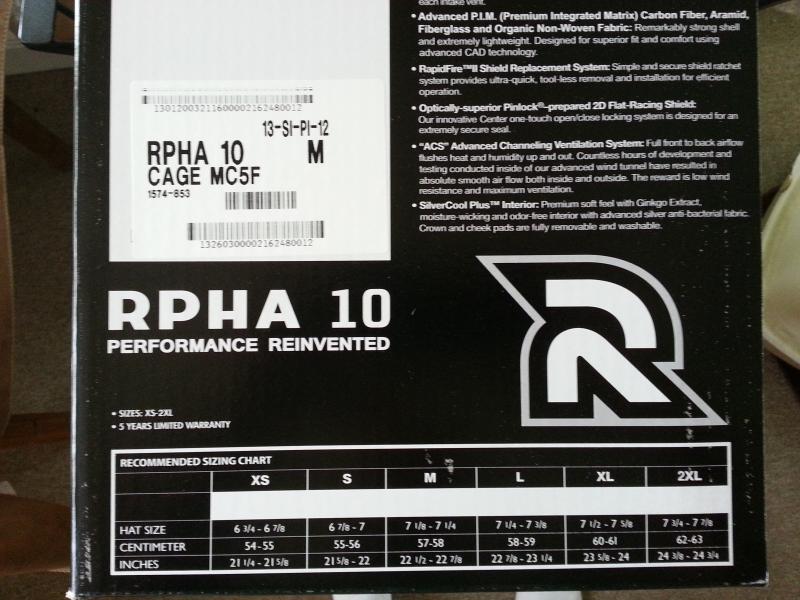 each intake vent.
• Advanced P.I.M. (Premium Integrated Matrix) Carbon Fiber, Aramid,
Fiberglass and Organic Non-Woven Fabric: Remarkably strong shell
and extremely lightweight. Designed for superior fit and comfort using
advanced CAD technology.
• RapidFire™II Shield Replacement System: Simple and secure shield ratchet
system provides ultra-quick, tool-less removal and installation for efficient
operation.
• Optically-superior Pinlock®-prepared 2D Flat-Racing Shield:
Our innovative Center one-touch open/close locking system is designed for an
extremely secure seal.
• "ACS" Advanced Channeling Ventilation System: Full front to back airflow
flushes heat and humidity up and out. Countless hours of development and
testing conducted inside of our advanced wind tunnel have resulted in
absolute smooth air flow both inside and outside. The reward is low wind
resistance and maximum ventilation.
• SilverCool Plus™ Interior: Premium soft feel with Ginkgo Extract,
moisture-wicking and odor-free interior with advanced silver anti-bacterial fabric.
Crown and cheek pads are fully removable and washable.
13012003211600002162480012
13-SI-PI-12
RPHA 10 M
CAGE MC5F
1574-853
13260300002162480012
RPHA 10
PERFORMANCE REINVENTED
R
• SIZES: XS-2XL
• 5 YEARS LIMITED WARRANTY
RECOMMENDED SIZING CHART
XS S M L XL 2XL
HAT SIZE 6 3/4 - 6 7/8 6 7/8 - 7 7 1/8 - 7 1/4 7 1/4 - 7 3/8 7 1/2 - 7 5/8 7 3/4 - 7 7/8
CENTIMETER 54-55 55-56 57-58 58-59 60-61 62-63
INCHES 21 1/4 - 21 5/8 21 5/8 - 22 22 1/2 - 22 7/8 22 7/8 - 23 1/4 23 5/8 - 24 24 3/8 - 24 3/4